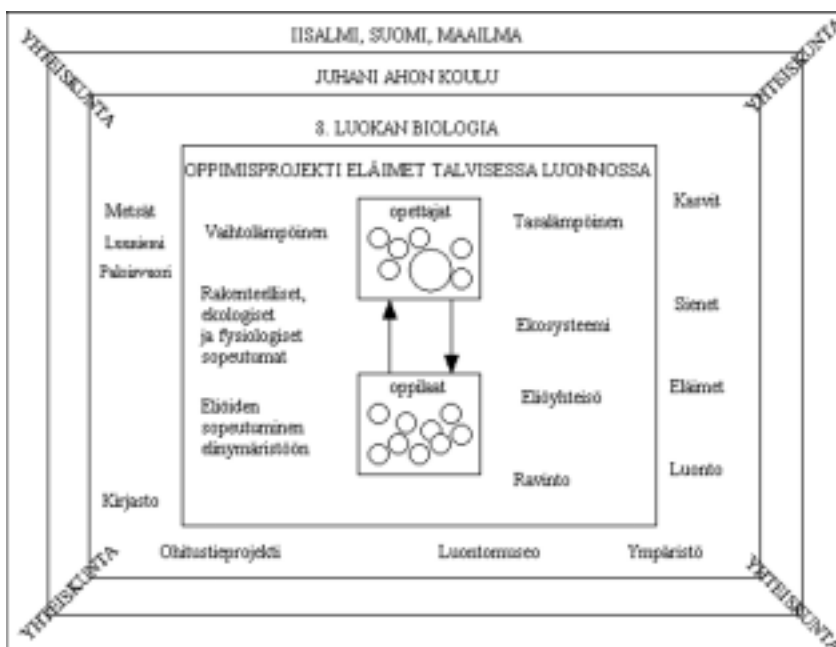 IISALMI, SUOMI, MAAILMA
YHTEISKUNTA
YHTEISKUNTA
JUHANI AHON KOULU
8. LUOKAN BIOLOGIA
OPPIMISPROJEKTI ELÄIMET TALVISESSA LUONNOSSA
Metsät
Paloisvuori
Vaihtolämpöinen
opettajat
Tasalämpöinen
Kasvit
Rakenteelliset,
ekologiset
ja fysiologiset
sopeutumat
Ekosysteemi
Sienet
oppilaat
Eliöiden
sopeutuminen
elinymäristöön
Eliöyhteisö
Eläimet
Ravinto
Luonto
Kirjasto
Ohitustieprojekti
Luontomuseo
Ympäristö
YHTEISKUNTA
YHTEISKUNTA